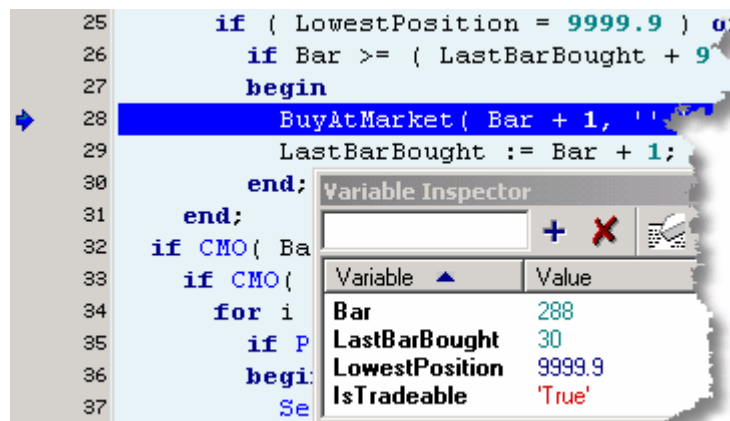 25 if ( LowestPosition = 9999.9 ) or
26 if Bar >= ( LastBarBought + 9
27 begin
28 BuyAtMarket( Bar + 1, ''
29 LastBarBought := Bar + 1;
30 end;
Variable Inspector
31 end;
32 if CMO( Ba
33 if CMO(
Variable Value
34 for i
Bar 288
35 if P
LastBarBought 30
36 begi
LowestPosition 9999.9
37 Se
IsTradeable 'True'